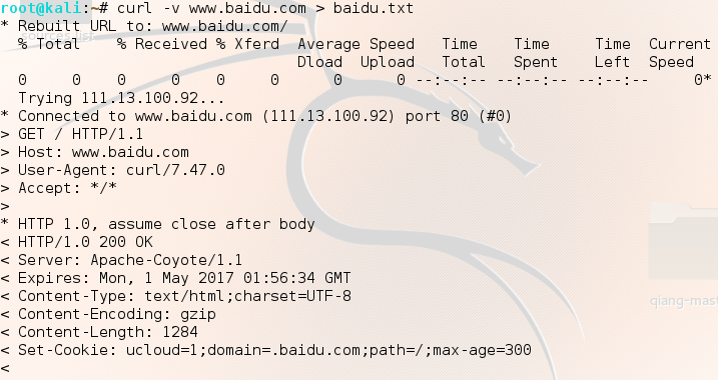 root@kali:~# curl -v www.baidu.com > baidu.txt
* Rebuilt URL to: www.baidu.com/
  % Total    % Received % Xferd  Average Speed   Time    Time     Time  Current
                                 Dload  Upload   Total   Spent    Left  Speed
  0     0    0     0    0     0      0      0 --:--:-- --:--:-- --:--:--     0*
  Trying 111.13.100.92...
* Connected to www.baidu.com (111.13.100.92) port 80 (#0)
> GET / HTTP/1.1
> Host: www.baidu.com
> User-Agent: curl/7.47.0
> Accept: */*
>
* HTTP 1.0, assume close after body
< HTTP/1.0 200 OK
< Server: Apache-Coyote/1.1
< Expires: Mon, 1 May 2017 01:56:34 GMT
< Content-Type: text/html;charset=UTF-8
< Content-Encoding: gzip
< Content-Length: 1284
< Set-Cookie: ucloud=1;domain=.baidu.com;path=/;max-age=300
<
qiang-mast